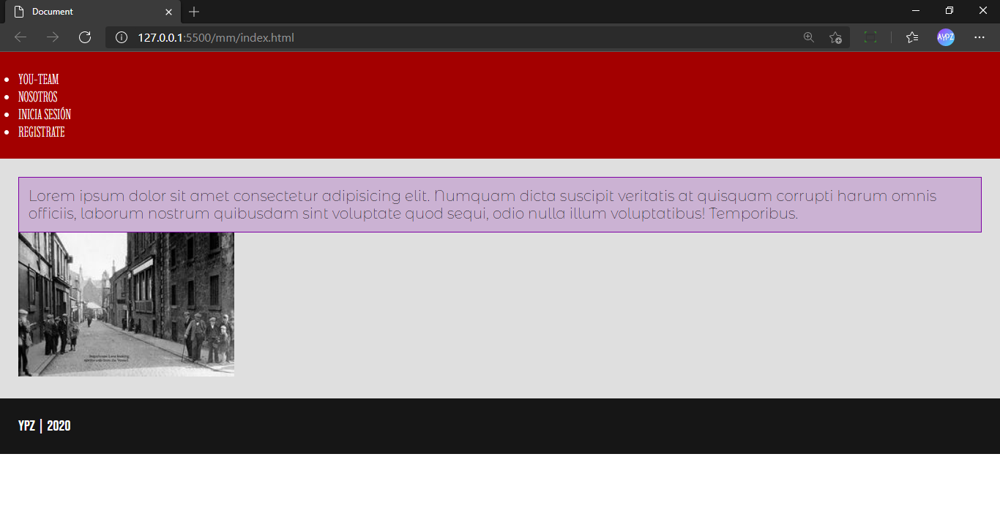 Document
127.0.0.1:5500/mm/index.html
AYPZ
YOU-TEAM
NOSOTROS
INICIA SESIÓN
REGISTRATE
Lorem ipsum dolor sit amet consectetur adipisicing elit. Numquam dicta suscipit veritatis at quisquam corrupti harum omnis
officiis, laborum nostrum quibusdam sint voluptate quod sequi, odio nulla illum voluptatibus! Temporibus.
YPZ | 2020